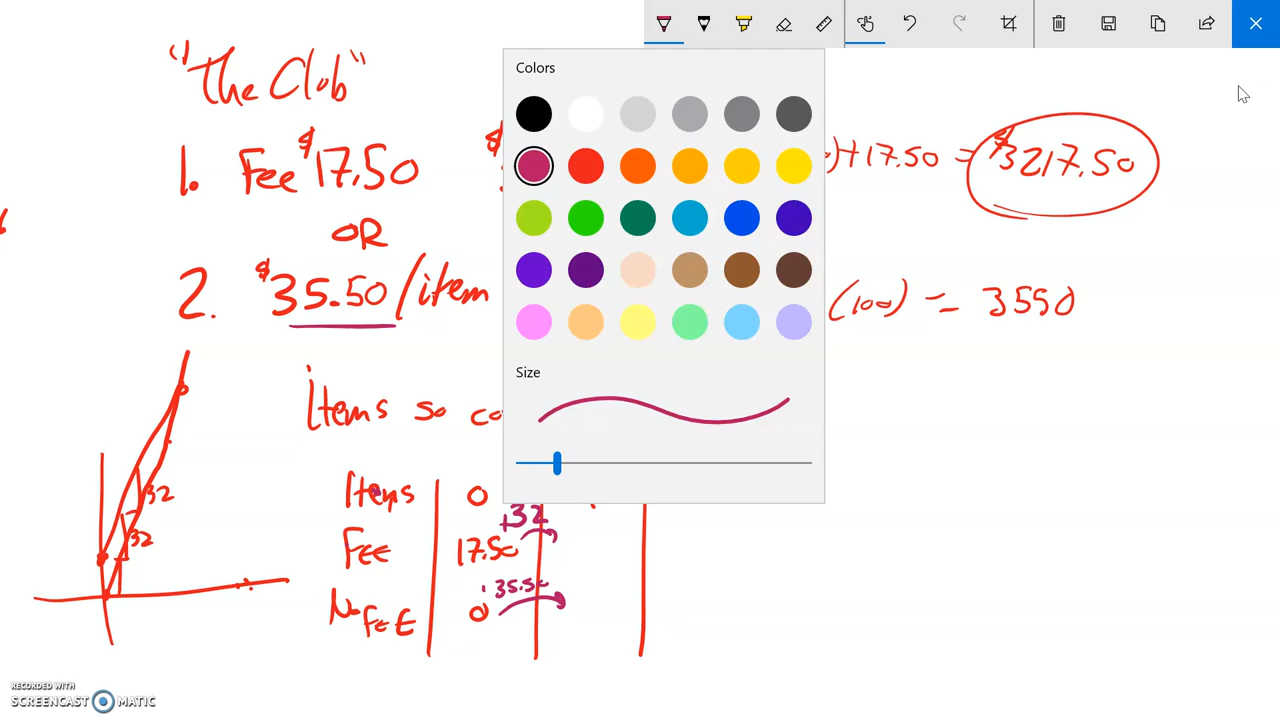 "The Club"
1. Fee $17.50 $
)+17.50 = $3217.50
OR
2. $35.50/item
(100) = 3550
Items so co
Items 0
+32
Fee 17.50
35.50
No FEE 0
32
32
Colors
Size
RECORDED WITH
SCREENCAST MATIC